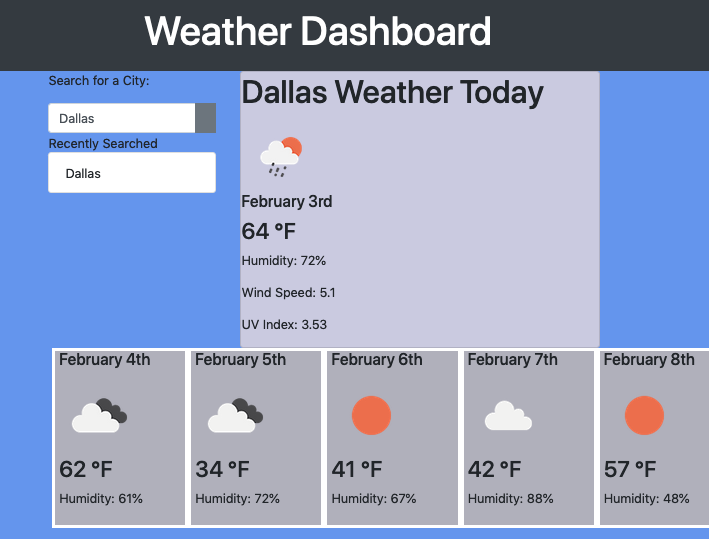 Weather Dashboard
Search for a City:
Dallas
Recently Searched
Dallas
Dallas Weather Today
February 3rd
64 °F
Humidity: 72%
Wind Speed: 5.1
UV Index: 3.53
February 4th
62 °F
Humidity: 61%
February 5th
34 °F
Humidity: 72%
February 6th
41 °F
Humidity: 67%
February 7th
42 °F
Humidity: 88%
February 8th
57 °F
Humidity: 48%